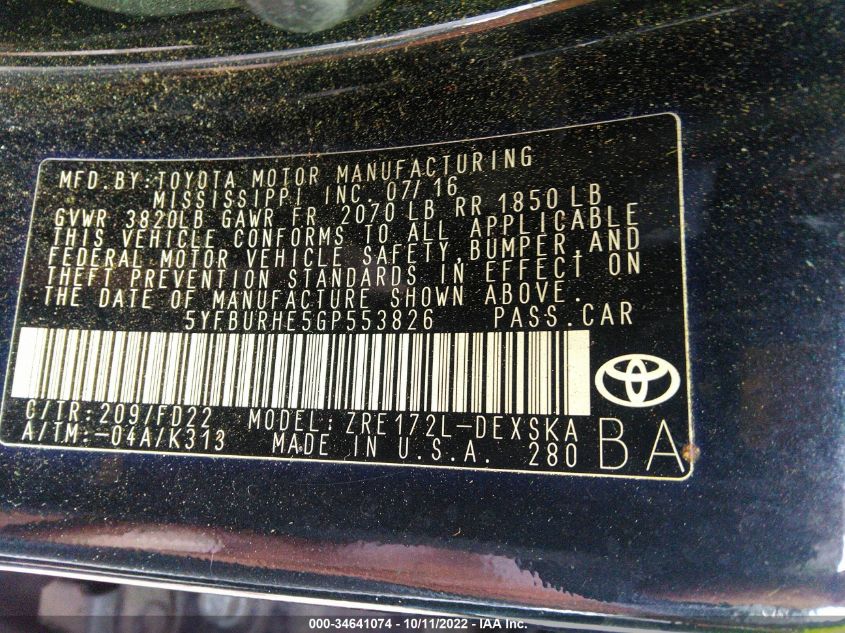 MFD.BY:TOYOTA MOTOR MANUFACTURING
MISSISSIPPI INC. 07/16
GVWR 3820LB GAWR FR 2070 LB RR 1850 LB
THIS VEHICLE CONFORMS TO ALL APPLICABLE
FEDERAL MOTOR VEHICLE SAFETY,BUMPER,AND
THEFT PREVENTION STANDARDS IN EFFECT ON
THE DATE OF MANUFACTURE SHOWN ABOVE.
5YFBURHE5GP553826 PASS.CAR
C/TR:209/FD22 MODEL:ZRE172L-DEXSKA
A/TM:-04A/K313 MADE IN U.S.A. 280 BA
000-34641074 - 10/11/2022 - IAA Inc.